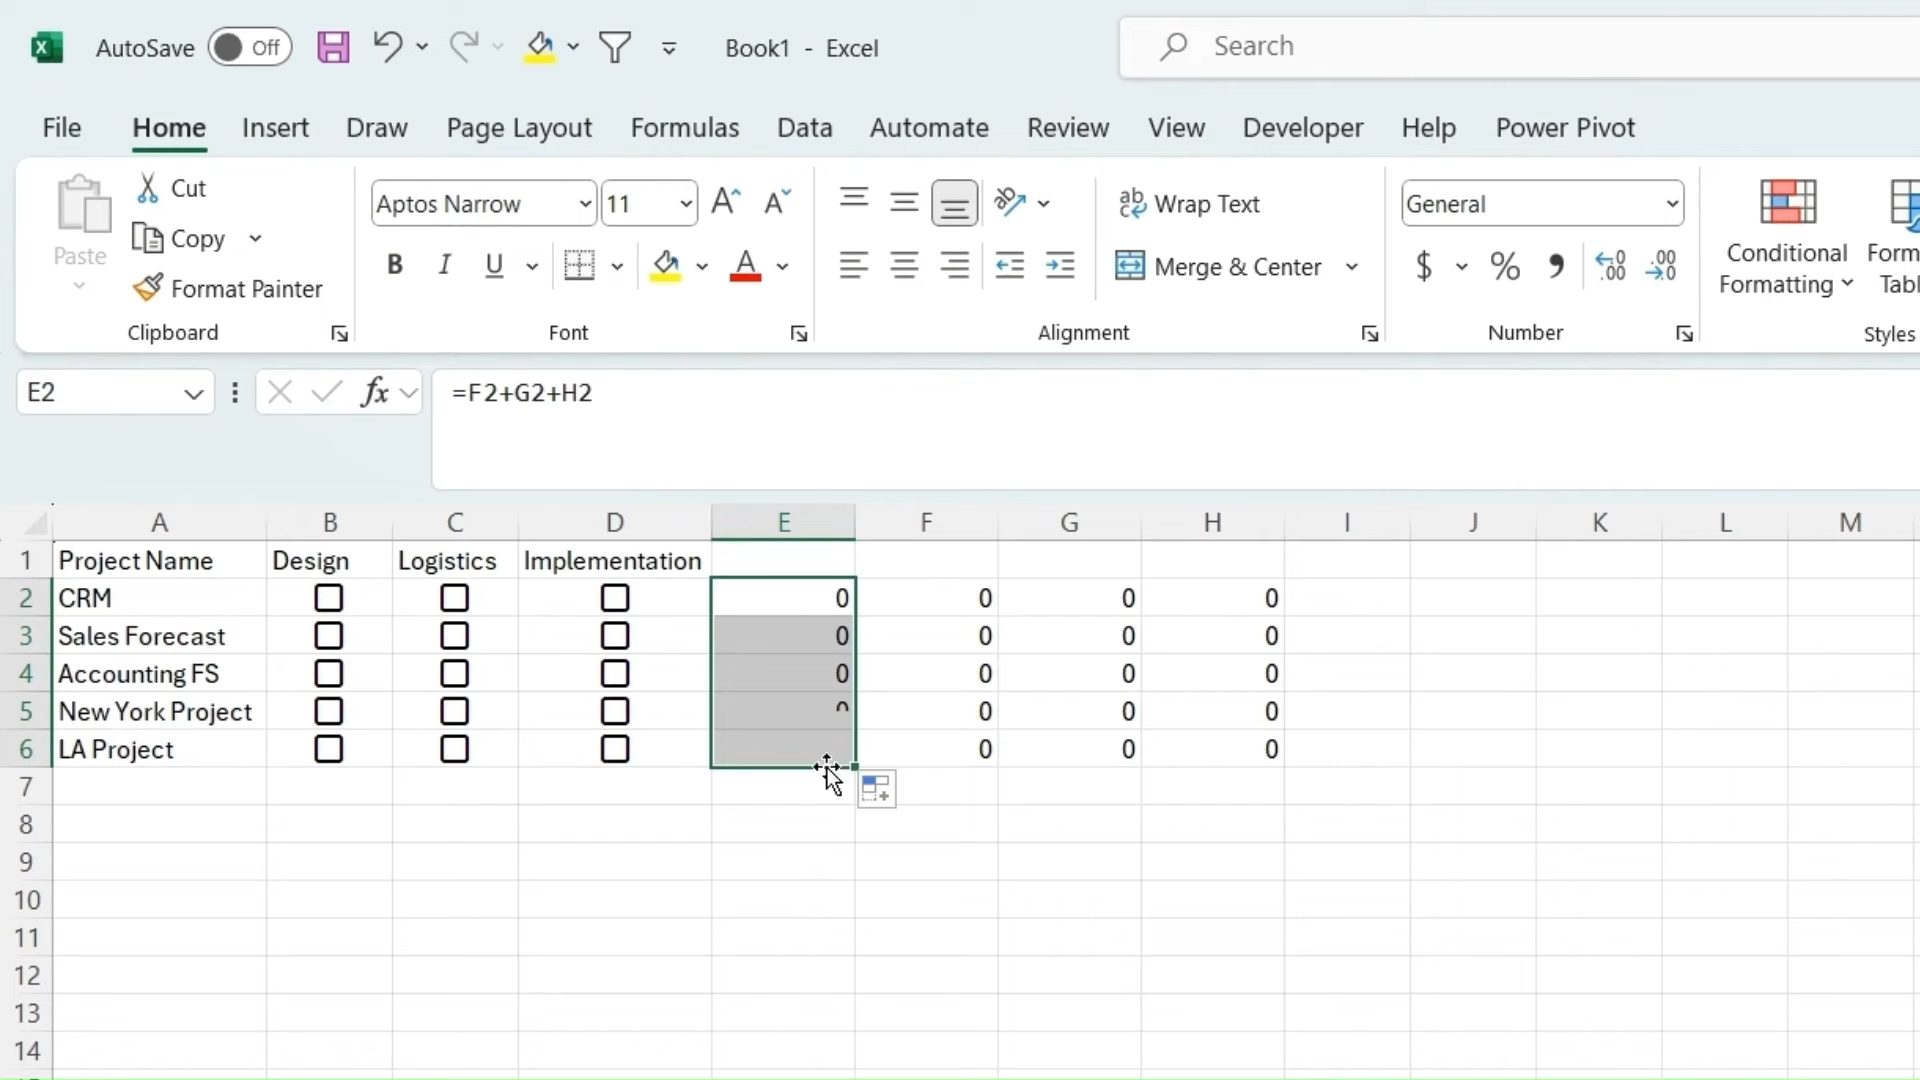 AutoSave Off Book1 - Excel Search
File Home Insert Draw Page Layout Formulas Data Automate Review View Developer Help Power Pivot
Paste
Cut
Copy
Format Painter
Clipboard
Aptos Narrow 11
B I U
Font
Wrap Text
Merge & Center
Alignment
General
$ % 9
Number
Conditional
Formatting
Form
Tabl
Styles
E2 fx =F2+G2+H2
A B C D E F G H I J K L M
1 Project Name Design Logistics Implementation
2 CRM 0 0 0 0
3 Sales Forecast 0 0 0 0
4 Accounting FS 0 0 0 0
5 New York Project 0 0 0
6 LA Project 0 0 0
7
8
9
10
11
12
13
14